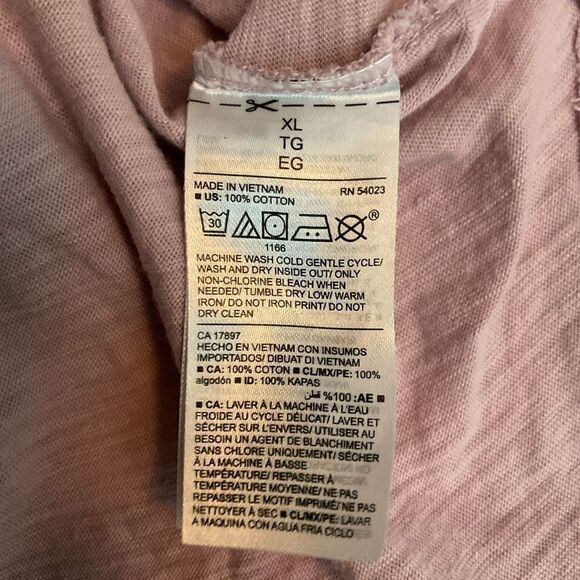 XL
TG
EG
MADE IN VIETNAM RN 54023
■ US: 100% COTTON
30 ®
1166
MACHINE WASH COLD GENTLE CYCLE/
WASH AND DRY INSIDE OUT/ ONLY
NON-CHLORINE BLEACH WHEN
NEEDED/ TUMBLE DRY LOW/ WARM
IRON/ DO NOT IRON PRINT/ DO NOT
DRY CLEAN
CA 17897
HECHO EN VIETNAM CON INSUMOS
IMPORTADOS/ DIBUAT DI VIETNAM
■ CA: 100% COTON ■ CL/MX/PE: 100%
algodón ■ ID: 100% KAPAS
■ AE: 100% قطن
■ CA: LAVER À LA MACHINE À L'EAU
FROIDE AU CYCLE DÉLICAT/ LAVER ET
SÉCHER SUR L'ENVERS/ UTILISER AU
BESOIN UN AGENT DE BLANCHIMENT
SANS CHLORE UNIQUEMENT/ SÉCHER
À LA MACHINE À BASSE
TEMPÉRATURE/ REPASSER À
TEMPÉRATURE MOYENNE/ NE PAS
REPASSER LE MOTIF IMPRIMÉ/ NE PAS
NETTOYER À SEC ■ CL/MX/PE: LAVAR
A MAQUINA CON AGUA FRIA CICLO